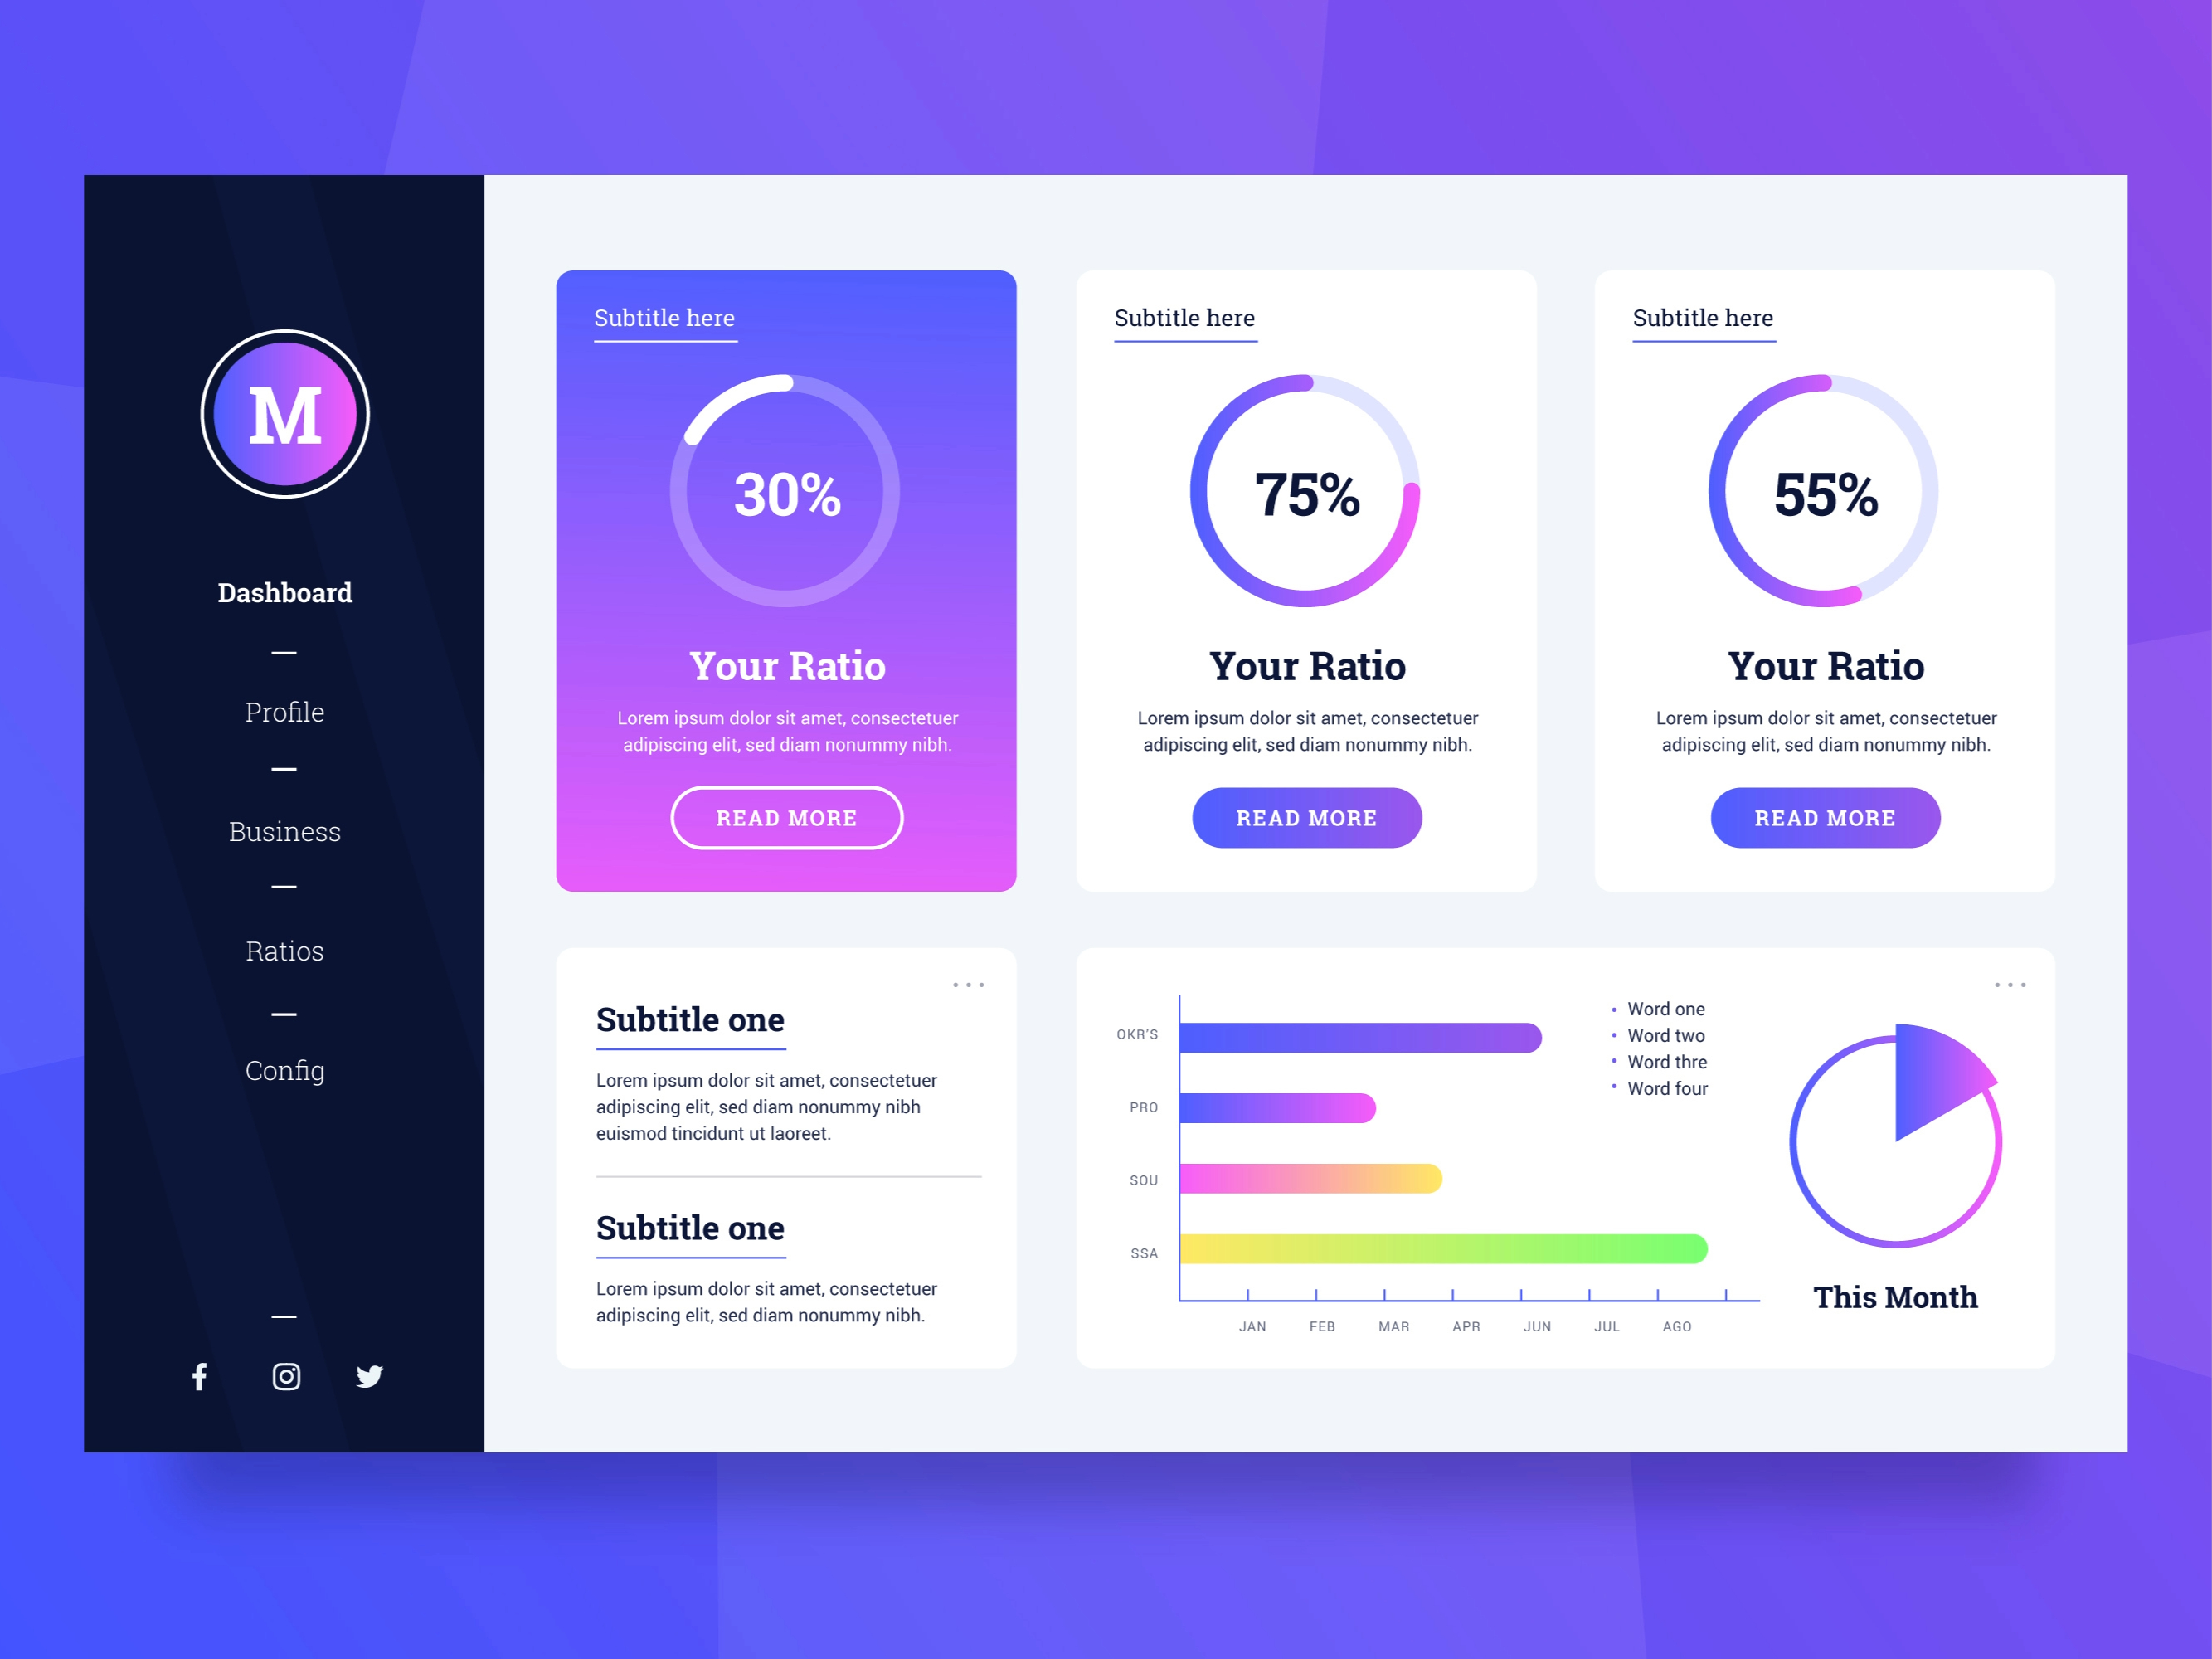 M
Dashboard
Profile
Business
Ratios
Config
Subtitle here
30%
Your Ratio
Lorem ipsum dolor sit amet, consectetuer
adipiscing elit, sed diam nonummy nibh.
READ MORE
Subtitle here
75%
Your Ratio
Lorem ipsum dolor sit amet, consectetuer
adipiscing elit, sed diam nonummy nibh.
READ MORE
Subtitle here
55%
Your Ratio
Lorem ipsum dolor sit amet, consectetuer
adipiscing elit, sed diam nonummy nibh.
READ MORE
Subtitle one
Lorem ipsum dolor sit amet, consectetuer
adipiscing elit, sed diam nonummy nibh
euismod tincidunt ut laoreet.
Subtitle one
Lorem ipsum dolor sit amet, consectetuer
adipiscing elit, sed diam nonummy nibh.
OKR'S
PRO
SOU
SSA
JAN FEB MAR APR JUN JUL AGO
• Word one
• Word two
• Word thre
• Word four
This Month